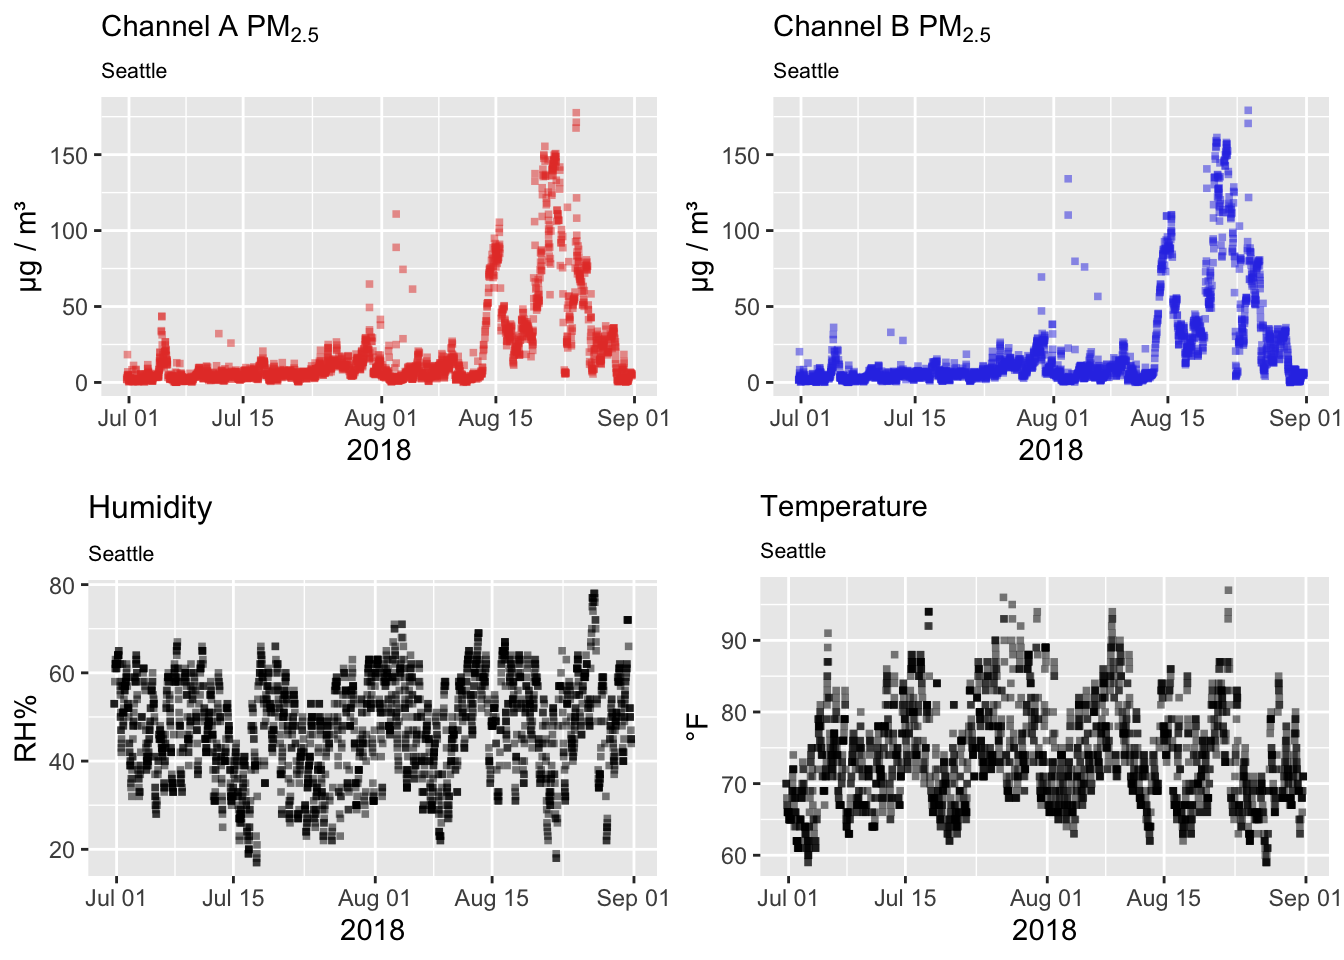 Channel A PM2.5
Seattle
µg / m³
150
100
50
0
Jul 01 Jul 15 Aug 01 Aug 15 Sep 01
2018
Channel B PM2.5
Seattle
µg / m³
150
100
50
0
Jul 01 Jul 15 Aug 01 Aug 15 Sep 01
2018
Humidity
Seattle
RH%
80
60
40
20
Jul 01 Jul 15 Aug 01 Aug 15 Sep 01
2018
Temperature
Seattle
°F
90
80
70
60
Jul 01 Jul 15 Aug 01 Aug 15 Sep 01
2018